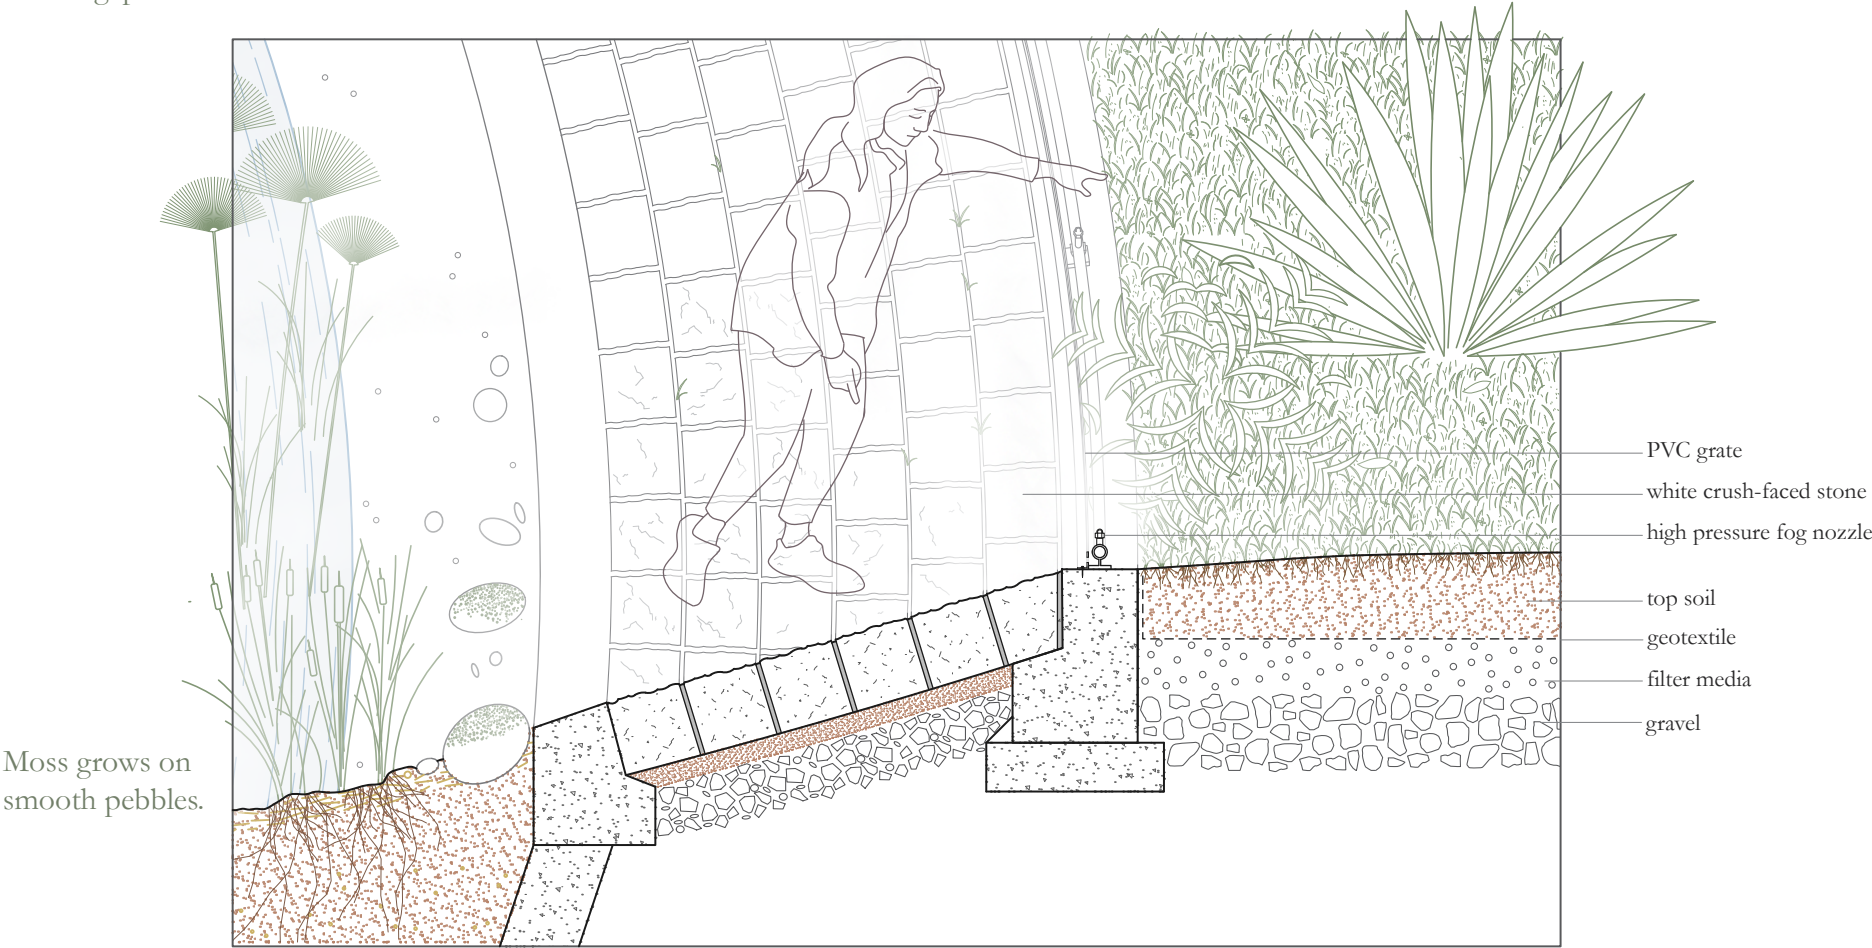 PVC grate
white crush-faced stone
high pressure fog nozzle
top soil
geotextile
filter media
gravel
Moss grows on
smooth pebbles.